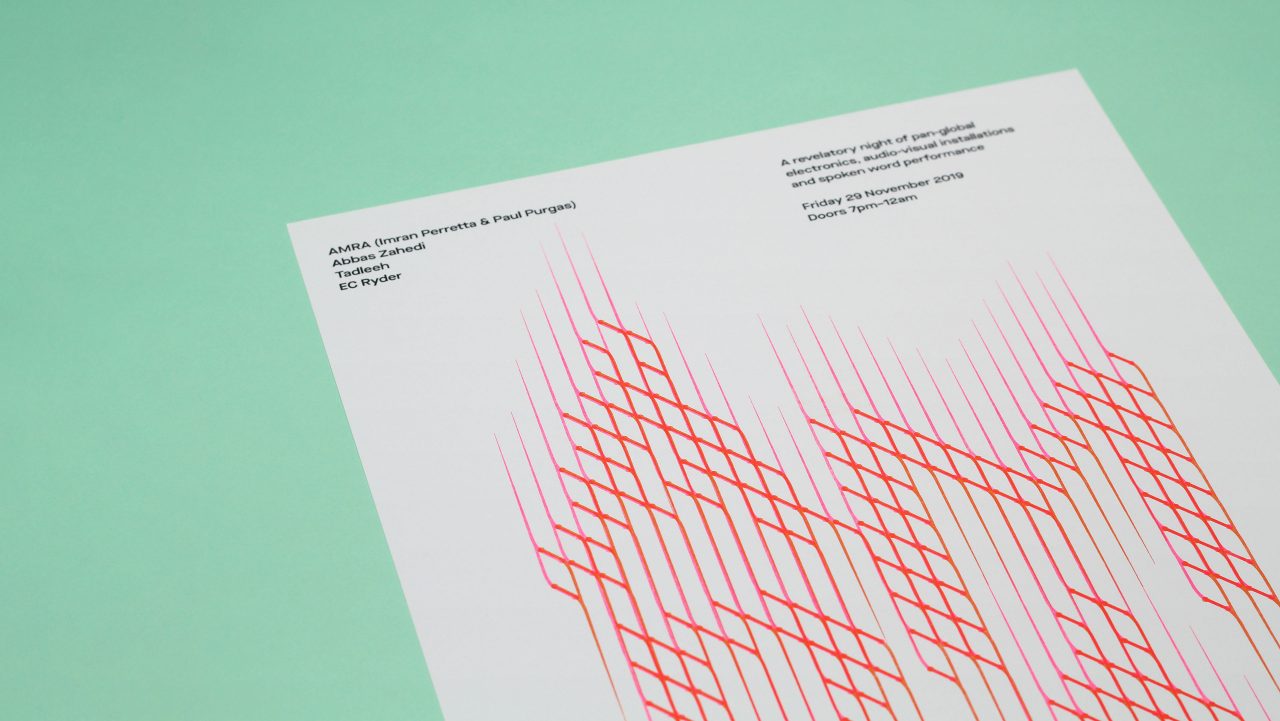 AMRA (Imran Perretta & Paul Purgas)
Abbas Zahedi
Tadleeh
EC Ryder
A revelatory night of pan-global
electronics, audio-visual installations
and spoken word performance
Friday 29 November 2019
Doors 7pm–12am